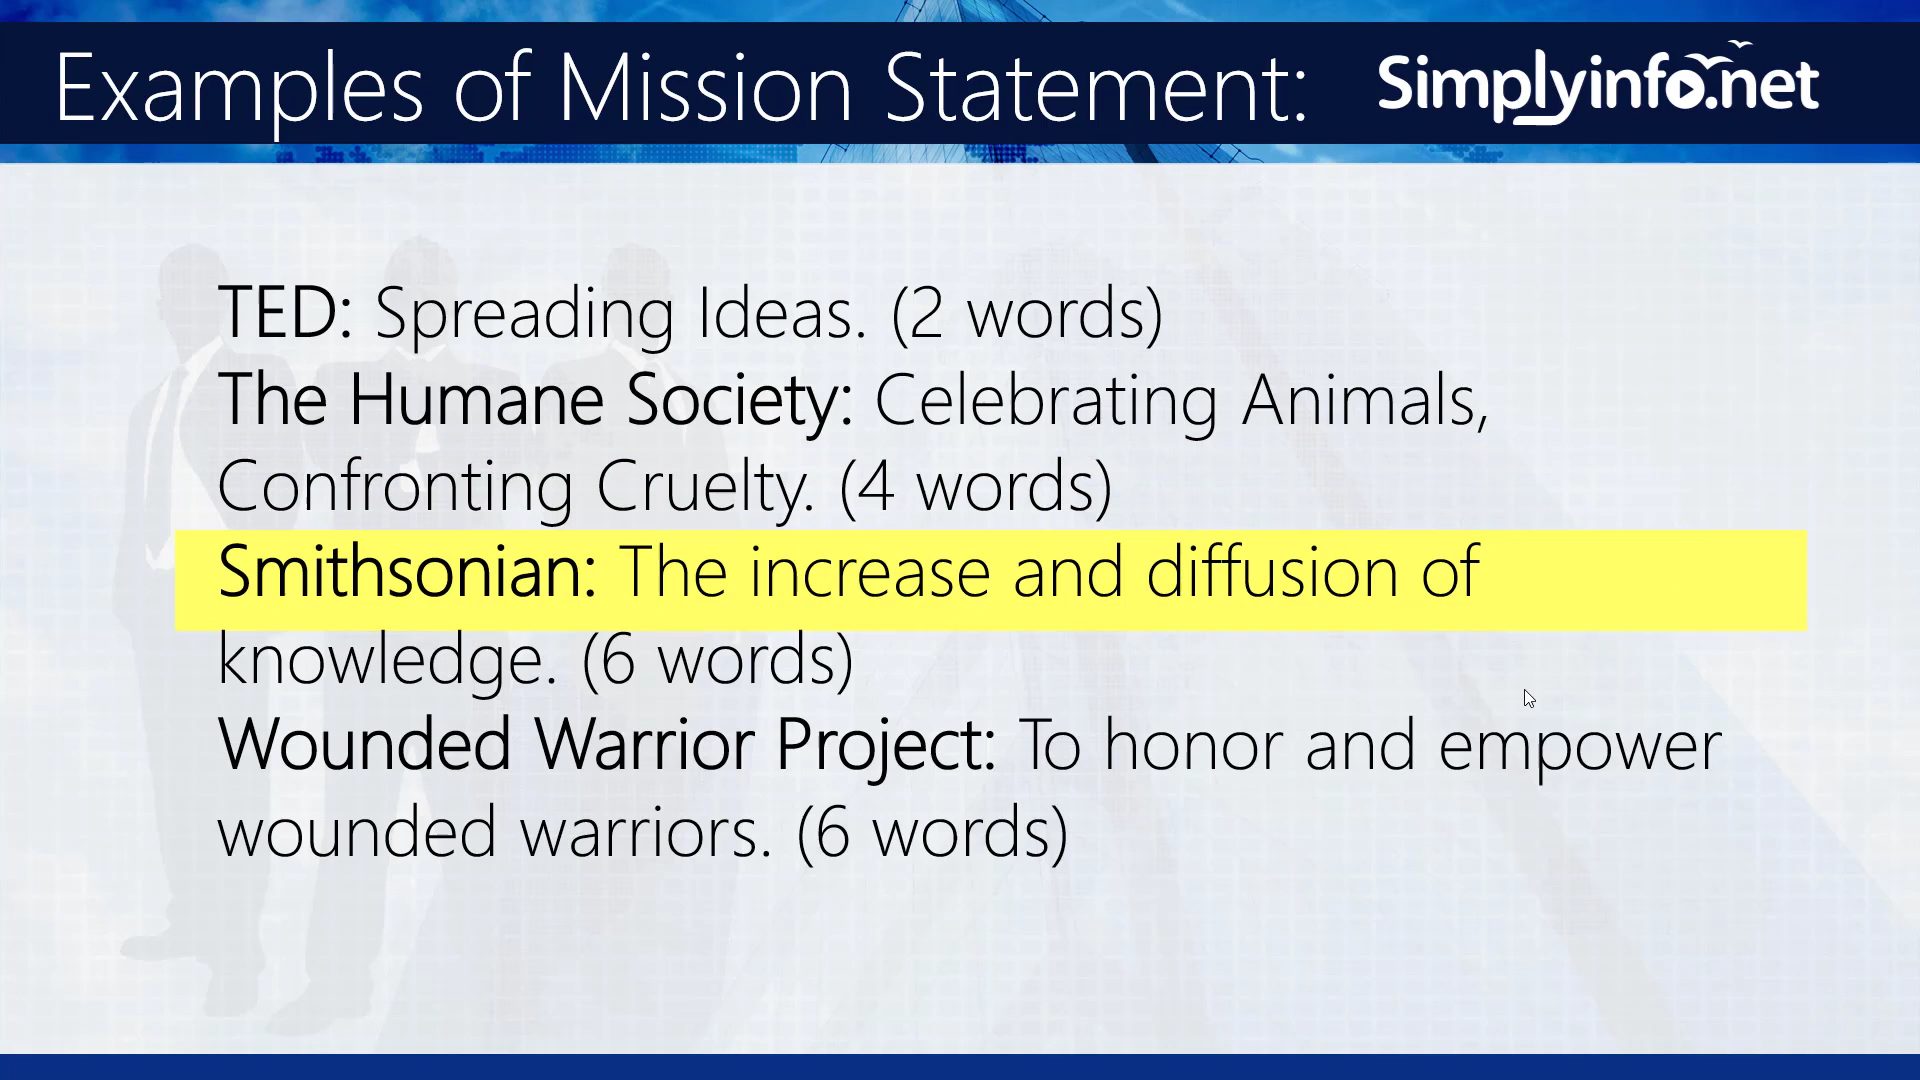 Examples of Mission Statement:
Simplyinfo.net
TED: Spreading Ideas. (2 words)
The Humane Society: Celebrating Animals,
Confronting Cruelty. (4 words)
Smithsonian: The increase and diffusion of
knowledge. (6 words)
Wounded Warrior Project: To honor and empower
wounded warriors. (6 words)